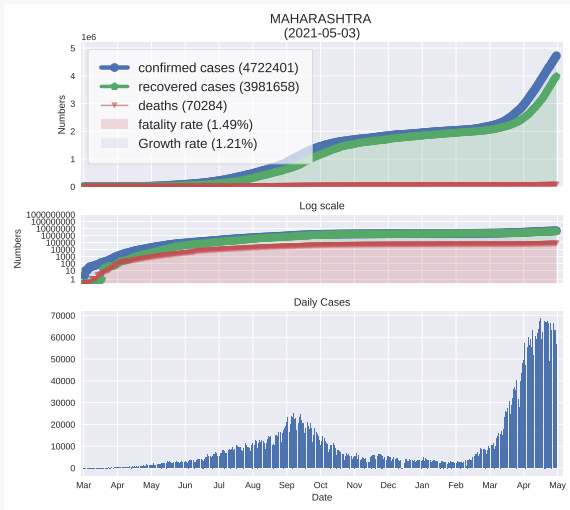 MAHARASHTRA
(2021-05-03)
1e6
5
4
3
2
1
0
Numbers
confirmed cases (4722401)
recovered cases (3981658)
deaths (70284)
fatality rate (1.49%)
Growth rate (1.21%)
Log scale
1000000000
100000000
10000000
1000000
100000
10000
1000
100
10
1
Numbers
Daily Cases
70000
60000
50000
40000
30000
20000
10000
0
Mar Apr May Jun Jul Aug Sep Oct Nov Dec Jan Feb Mar Apr May
Date